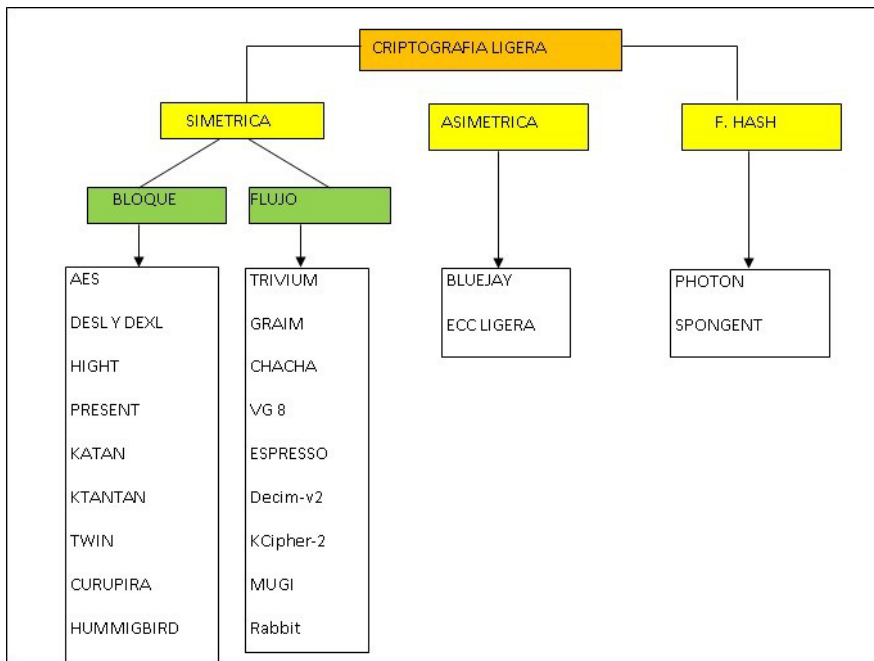 CRIPTOGRAFIA LIGERA
SIMETRICA
ASIMETRICA
F. HASH
BLOQUE
FLUJO
AES
DESL Y DEXL
HIGHT
PRESENT
KATAN
KTANTAN
TWIN
CURUPIRA
HUMMIGBIRD
TRIVIUM
GRAIM
CHACHA
VG 8
ESPRESSO
Decim-v2
KCipher-2
MUGI
Rabbit
BLUEJAY
ECC LIGERA
PHOTON
SPONGENT